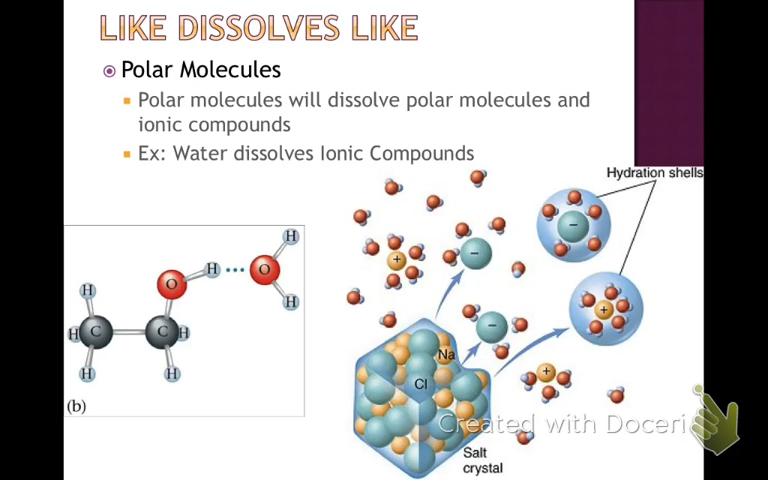 LIKE DISSOLVES LIKE
Polar Molecules
Polar molecules will dissolve polar molecules and
ionic compounds
Ex: Water dissolves Ionic Compounds
Hydration shells
−
+
−
+
−
+
Na
Cl
Salt
crystal
H
O
H
O
H
H
H
C
C
H
H
H
(b)
Created with Doceri